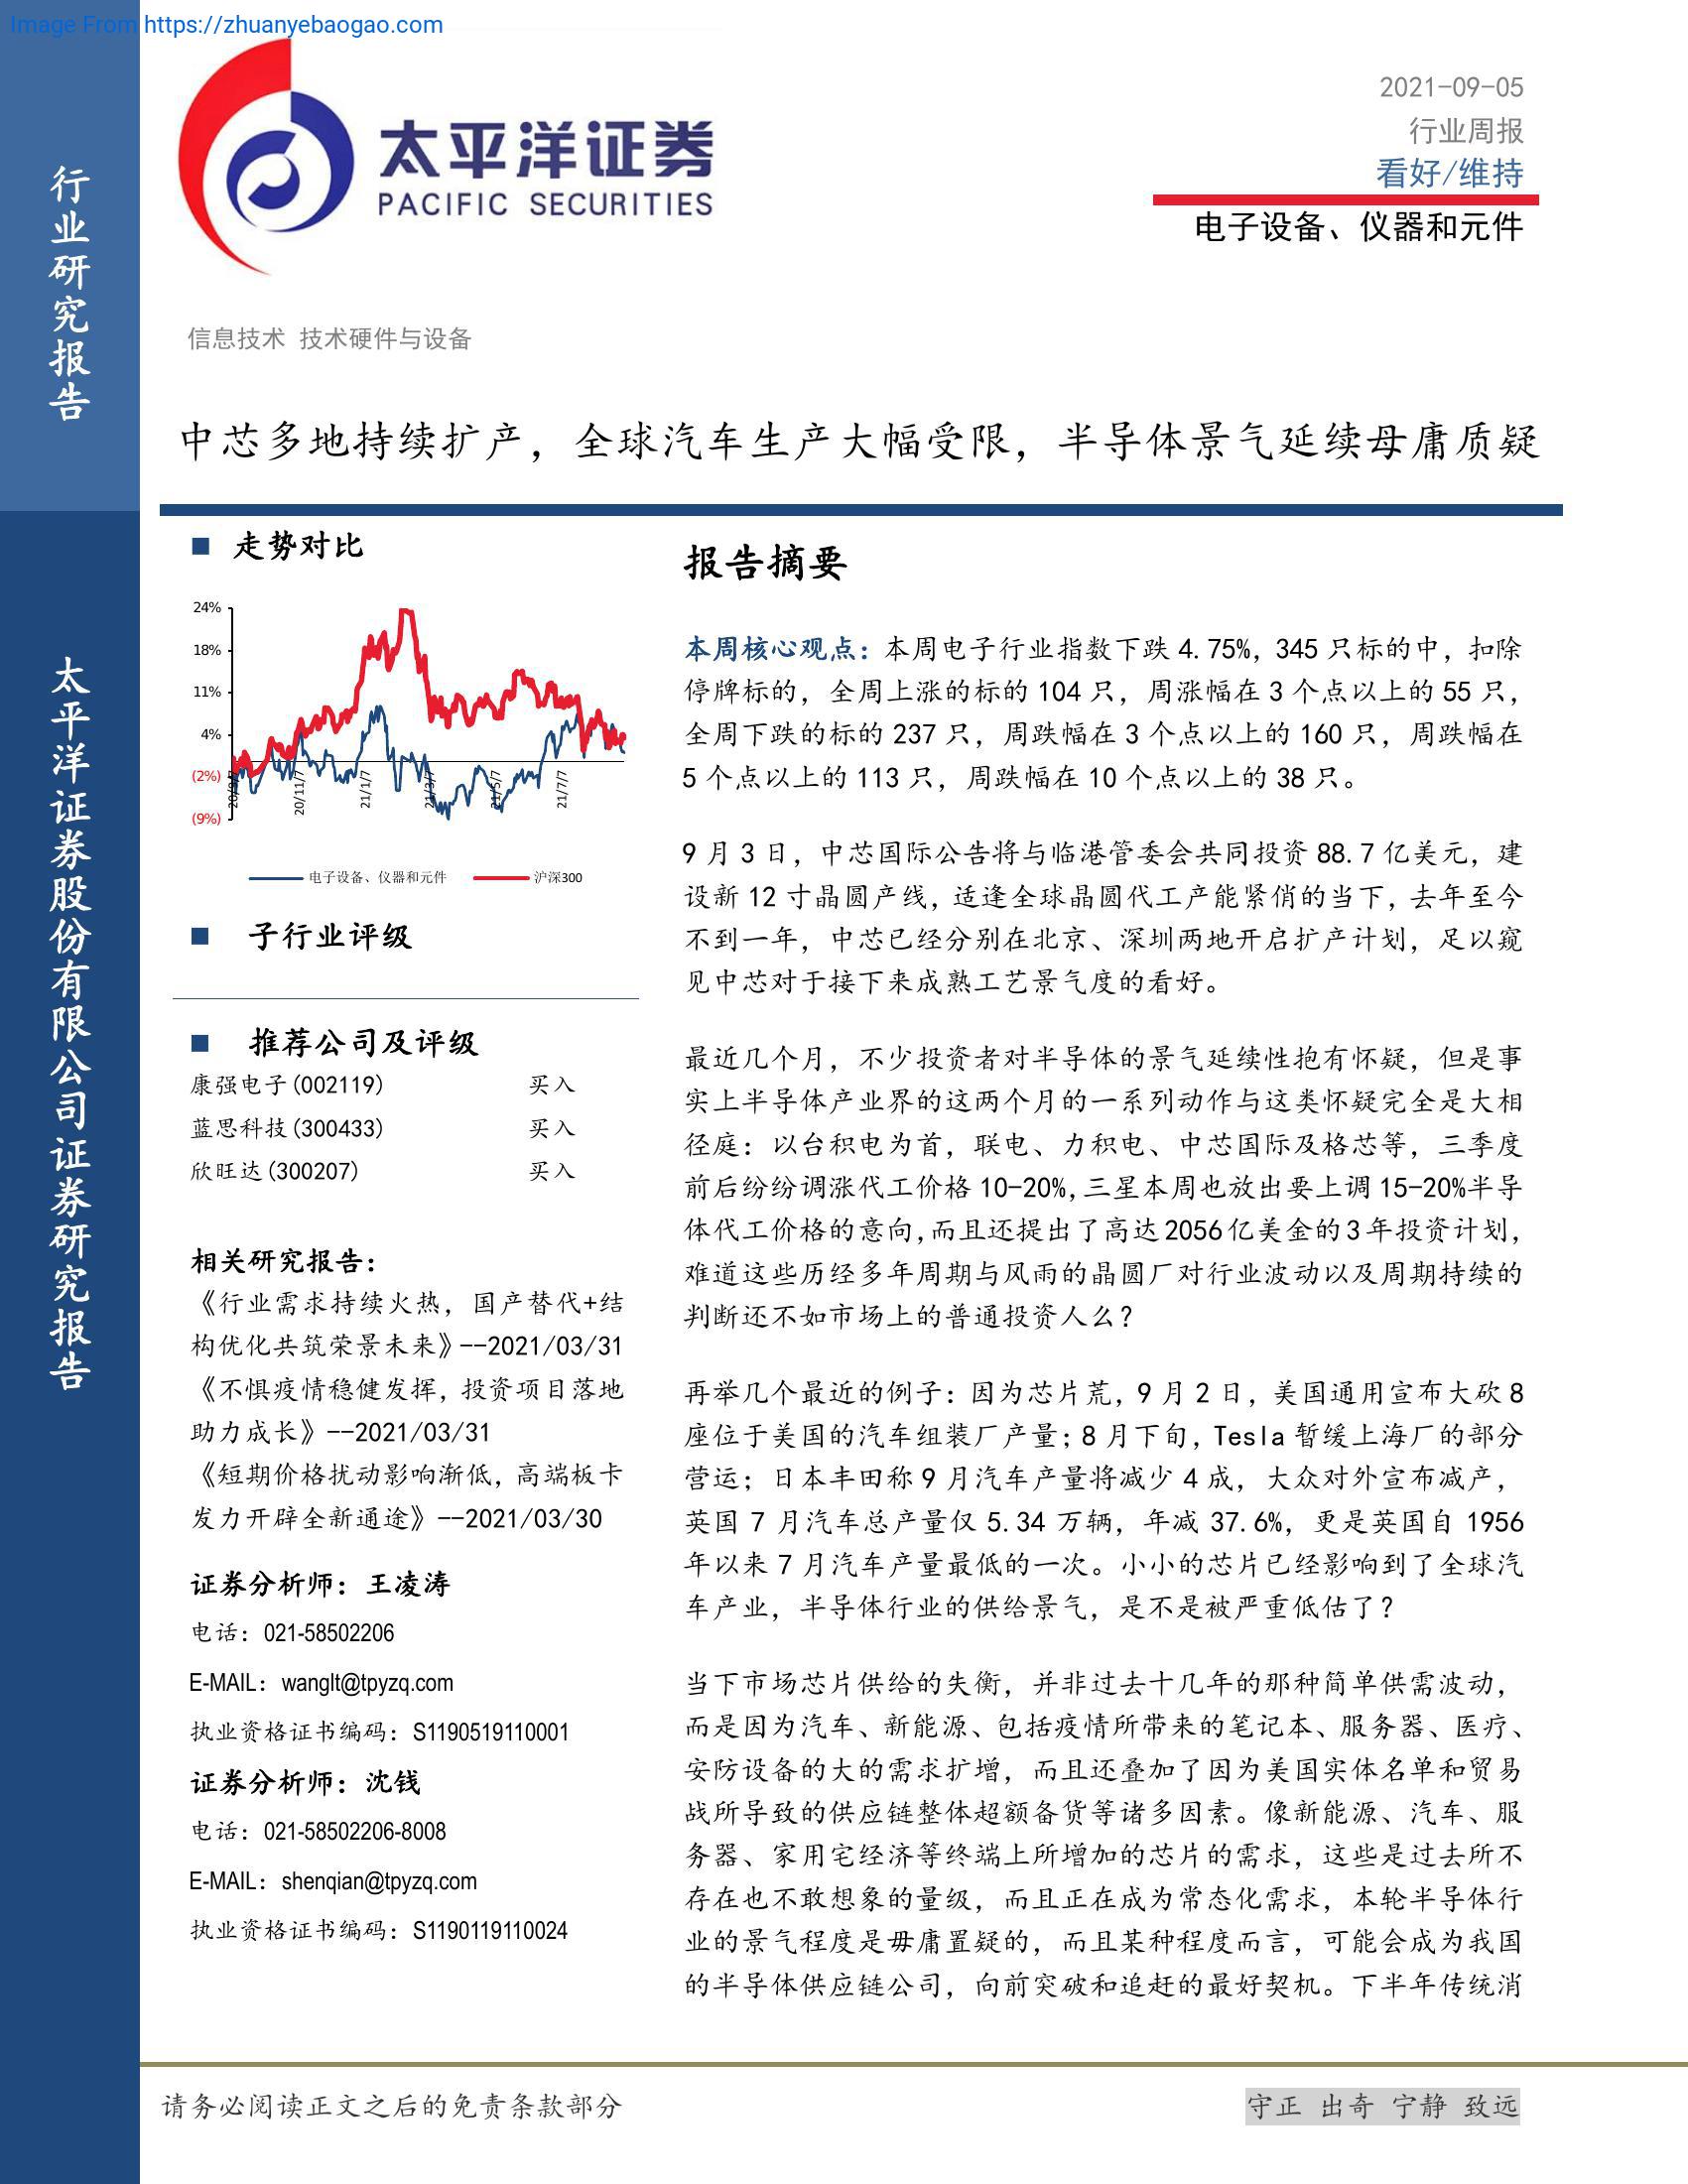 Image From https://zhuanyebaogao.com
行业研究报告
太平洋证券股份有限公司证券研究报告
太平洋证券
PACIFIC SECURITIES
2021-09-05
行业周报
看好/维持
电子设备、仪器和元件
信息技术 技术硬件与设备
中芯多地持续扩产，全球汽车生产大幅受限，半导体景气延续母庸质疑
■ 走势对比
24%
18%
11%
4%
(2%)
(9%)
20/9/7
20/11/7
21/1/7
21/3/7
21/5/7
21/7/7
电子设备、仪器和元件 沪深300
■ 子行业评级
■ 推荐公司及评级
康强电子(002119) 买入
蓝思科技(300433) 买入
欣旺达(300207) 买入
相关研究报告：
《行业需求持续火热，国产替代+结
构优化共筑荣景未来》--2021/03/31
《不惧疫情稳健发挥，投资项目落地
助力成长》--2021/03/31
《短期价格扰动影响渐低，高端板卡
发力开辟全新通途》--2021/03/30
证券分析师：王凌涛
电话：021-58502206
E-MAIL：wanglt@tpyzq.com
执业资格证书编码：S1190519110001
证券分析师：沈钱
电话：021-58502206-8008
E-MAIL：shenqian@tpyzq.com
执业资格证书编码：S1190119110024
报告摘要
本周核心观点：本周电子行业指数下跌 4.75%，345 只标的中，扣除
停牌标的，全周上涨的标的 104 只，周涨幅在 3 个点以上的 55 只，
全周下跌的标的 237 只，周跌幅在 3 个点以上的 160 只，周跌幅在
5 个点以上的 113 只，周跌幅在 10 个点以上的 38 只。
9 月 3 日，中芯国际公告将与临港管委会共同投资 88.7 亿美元，建
设新 12 寸晶圆产线，适逢全球晶圆代工产能紧俏的当下，去年至今
不到一年，中芯已经分别在北京、深圳两地开启扩产计划，足以窥
见中芯对于接下来成熟工艺景气度的看好。
最近几个月，不少投资者对半导体的景气延续性抱有怀疑，但是事
实上半导体产业界的这两个月的一系列动作与这类怀疑完全是大相
径庭：以台积电为首，联电、力积电、中芯国际及格芯等，三季度
前后纷纷调涨代工价格 10-20%,三星本周也放出要上调 15-20%半导
体代工价格的意向,而且还提出了高达 2056 亿美金的 3 年投资计划，
难道这些历经多年周期与风雨的晶圆厂对行业波动以及周期持续的
判断还不如市场上的普通投资人么？
再举几个最近的例子：因为芯片荒，9 月 2 日，美国通用宣布大砍 8
座位于美国的汽车组装厂产量；8 月下旬，Tesla 暂缓上海厂的部分
营运；日本丰田称 9 月汽车产量将减少 4 成，大众对外宣布减产，
英国 7 月汽车总产量仅 5.34 万辆，年减 37.6%，更是英国自 1956
年以来 7 月汽车产量最低的一次。小小的芯片已经影响到了全球汽
车产业，半导体行业的供给景气，是不是被严重低估了？
当下市场芯片供给的失衡，并非过去十几年的那种简单供需波动，
而是因为汽车、新能源、包括疫情所带来的笔记本、服务器、医疗、
安防设备的大的需求扩增，而且还叠加了因为美国实体名单和贸易
战所导致的供应链整体超额备货等诸多因素。像新能源、汽车、服
务器、家用宅经济等终端上所增加的芯片的需求，这些是过去所不
存在也不敢想象的量级，而且正在成为常态化需求，本轮半导体行
业的景气程度是毋庸置疑的，而且某种程度而言，可能会成为我国
的半导体供应链公司，向前突破和追赶的最好契机。下半年传统消
请务必阅读正文之后的免责条款部分
守正 出奇 宁静 致远